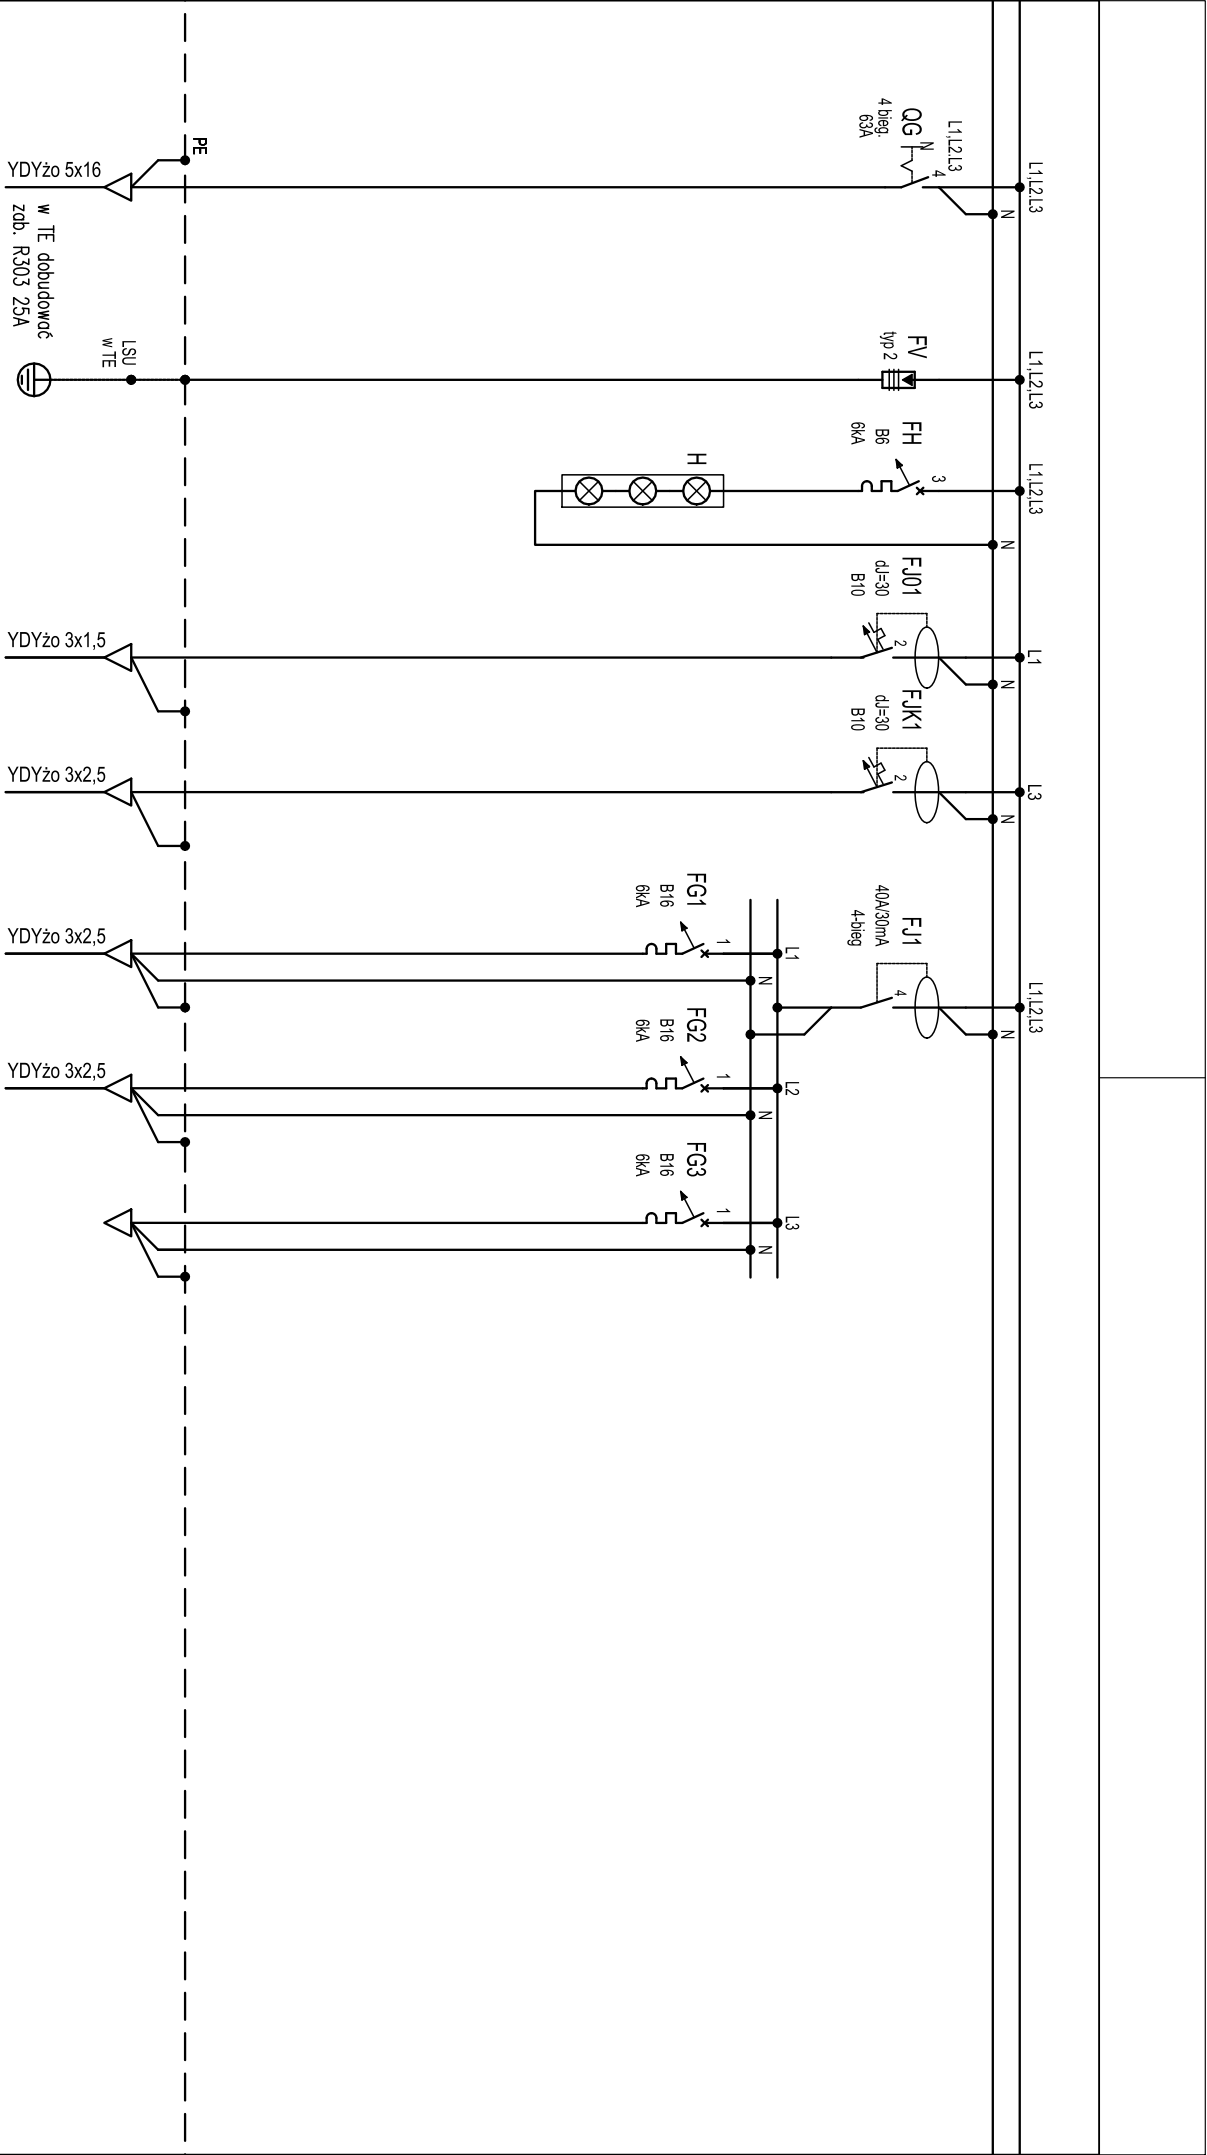 L1,L2,L3
N
L1,L2,L3
N
QG
4 bieg.
63A
4
PE
YDYżo 5x16
w TE dobudować
zab. R303 25A
L1,L2,L3
FV
typ 2
LSU
w TE
L1,L2,L3
N
FH
B6
6kA
3
H
L1
N
FJ01
dJ=30
B10
2
YDYżo 3x1,5
L3
N
FJK1
dJ=30
B10
2
YDYżo 3x2,5
L1,L2,L3
N
FJ1
40A/30mA
4-bieg
4
L1
N
FG1
B16
6kA
1
YDYżo 3x2,5
L2
N
FG2
B16
6kA
1
YDYżo 3x2,5
L3
N
FG3
B16
6kA
1